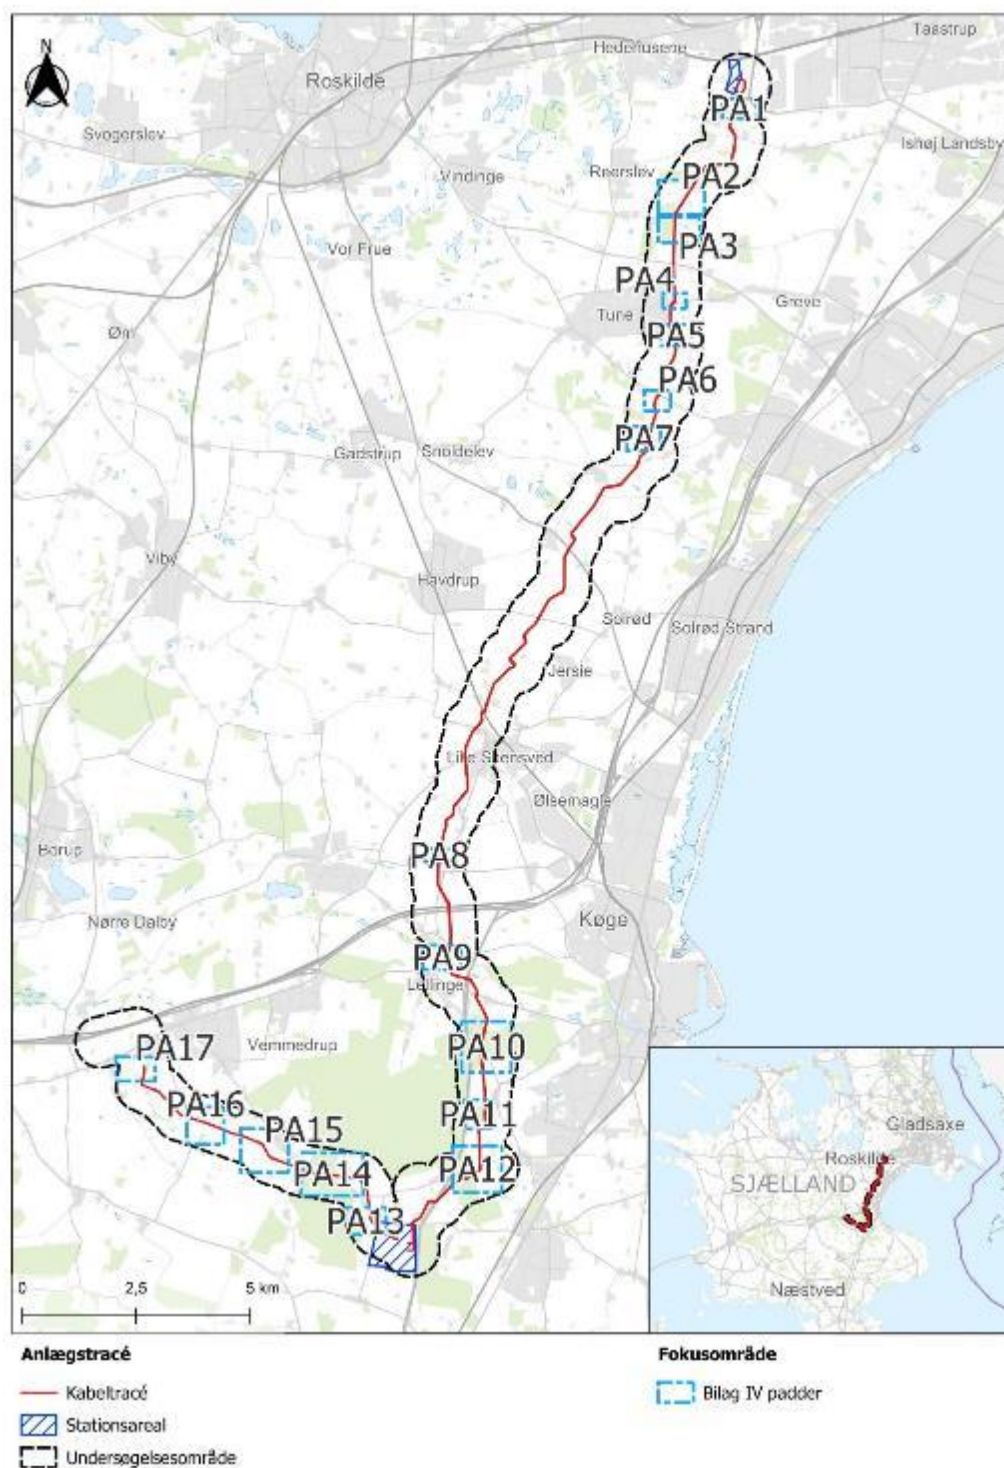 N
Hedehusene
Taastrup
Roskilde
PA1
Svogerslev
Ishøj Landsby
Vindinge
Reerslev
PA2
Vor Frue
PA3
PA4
Greve
Øm
Tune
PA5
PA6
PA7
Gadstrup
Snoldelev
Viby
Havdrup
Solrød
Solrød Strand
Jersie
Lille Skensved
Ølsemagle
Borup
PA8
Nørre Dalby
Køge
PA9
Lellinge
PA17
Vemmedrup
PA10
PA16
PA11
PA15
PA14
PA12
PA13
Gladsaxe
Roskilde
SJÆLLAND
Næstved
0 2,5 5 km
Anlægstracé
Kabeltracé
Stationsareal
Undersøgelsesområde
Fokusområde
Bilag IV padder